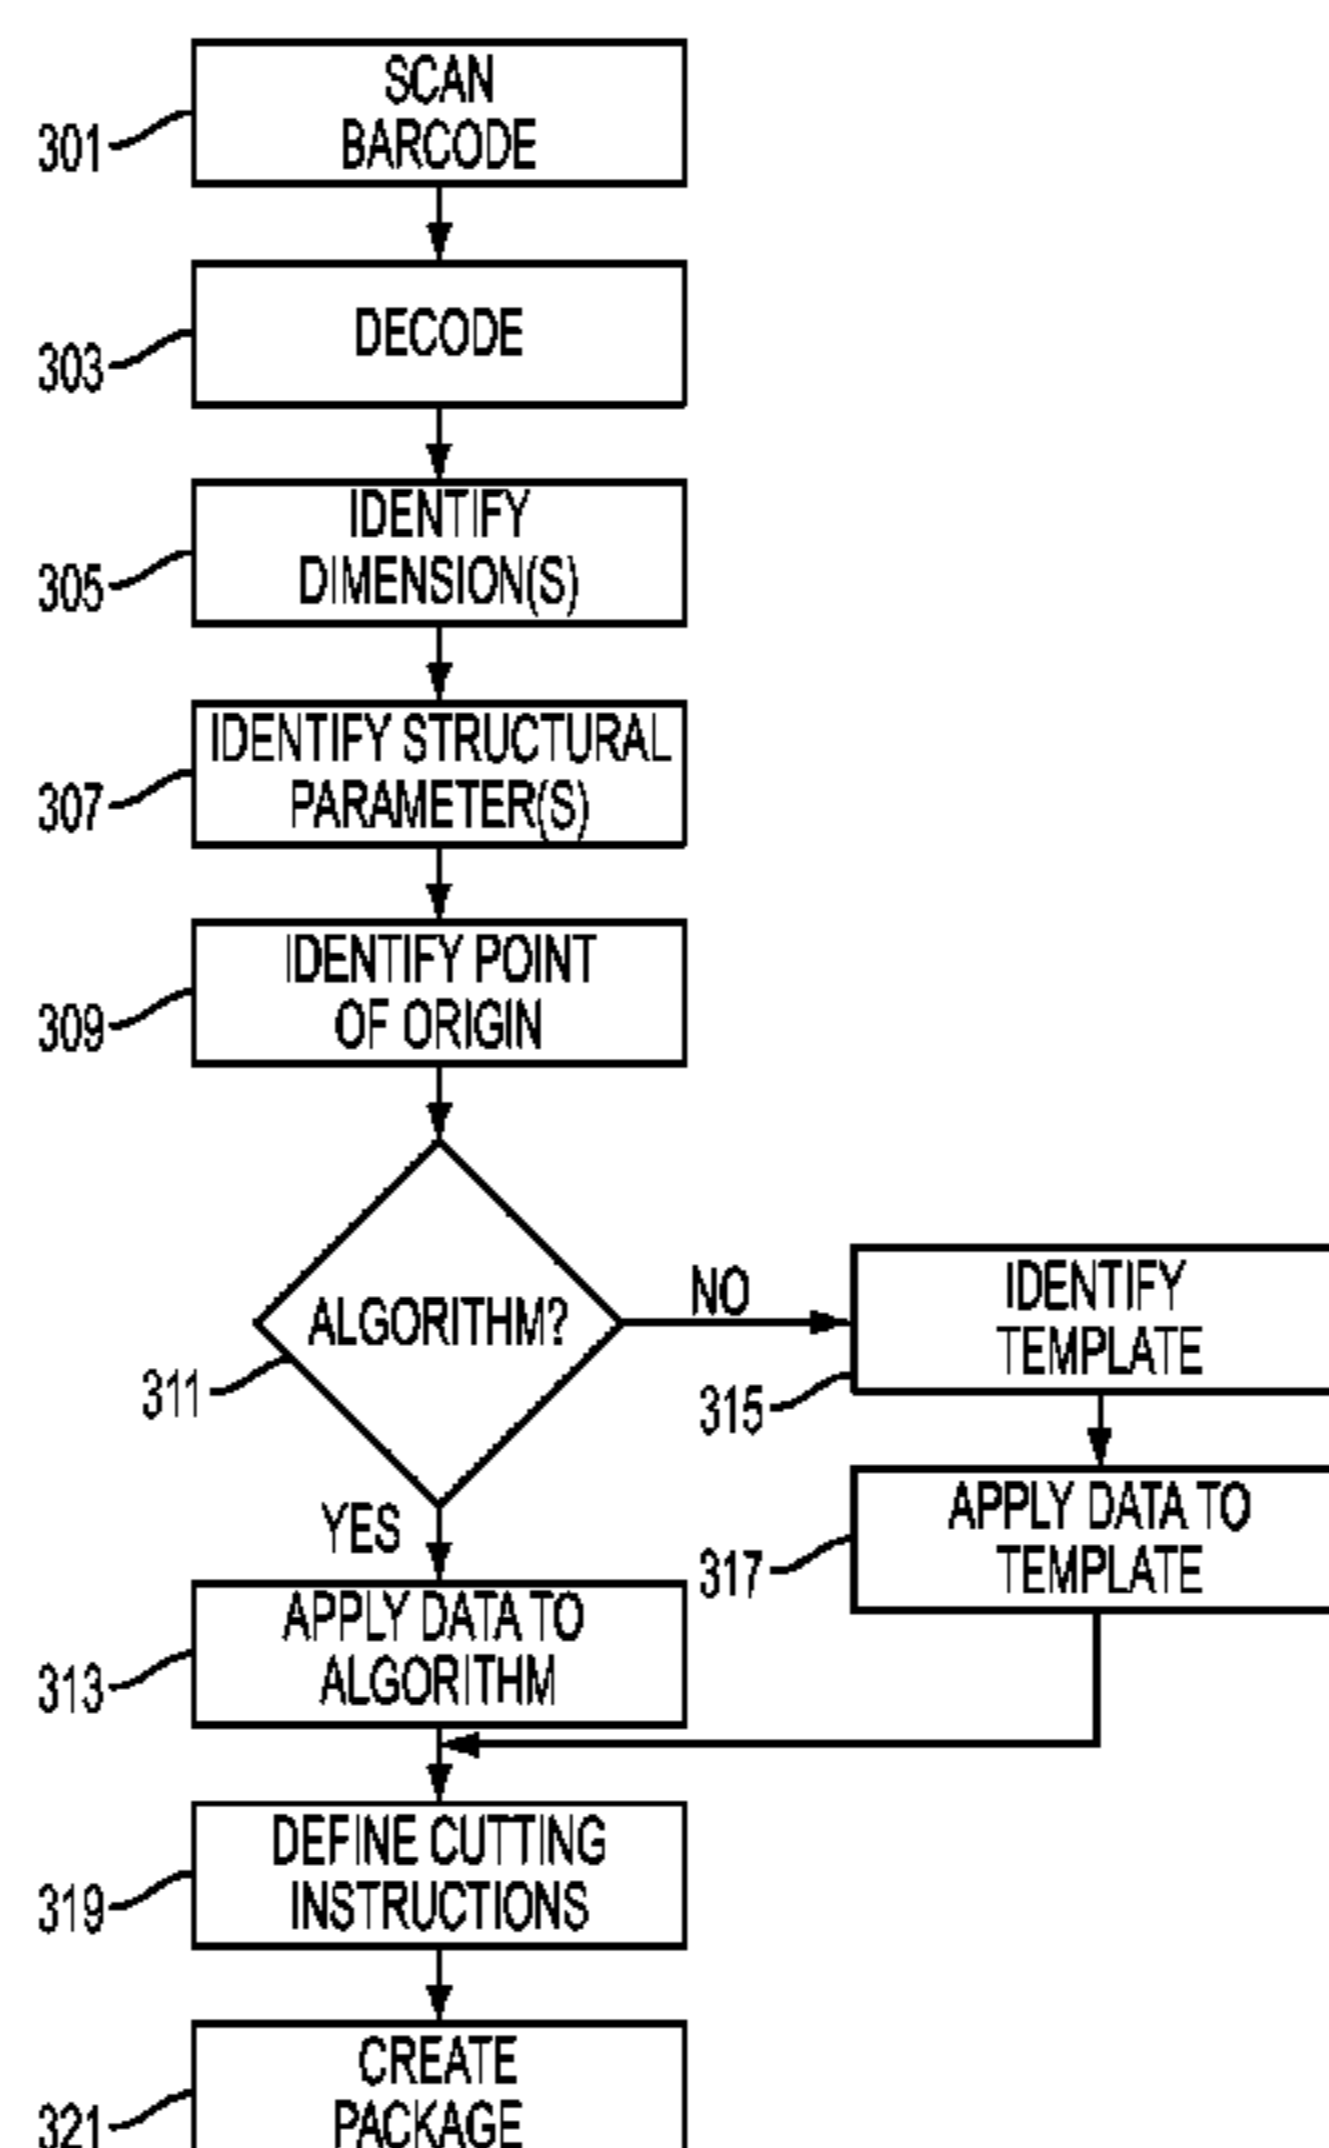 SCAN
BARCODE
301
DECODE
303
IDENTIFY
DIMENSION(S)
305
IDENTIFY STRUCTURAL
PARAMETER(S)
307
IDENTIFY POINT
OF ORIGIN
309
ALGORITHM?
311
NO
IDENTIFY
TEMPLATE
315
YES
APPLY DATA TO
TEMPLATE
317
APPLY DATA TO
ALGORITHM
313
DEFINE CUTTING
INSTRUCTIONS
319
CREATE
PACKAGE
321